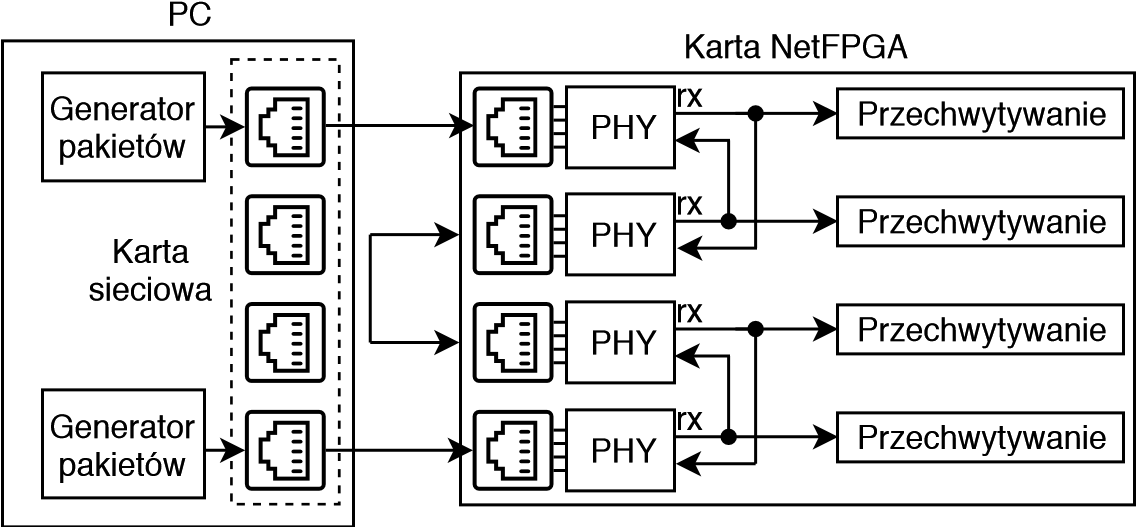 PC
Karta NetFPGA
Generator
pakietów
Karta
sieciowa
Generator
pakietów
PHY
rx
Przechwytywanie
PHY
rx
Przechwytywanie
PHY
rx
Przechwytywanie
PHY
rx
Przechwytywanie